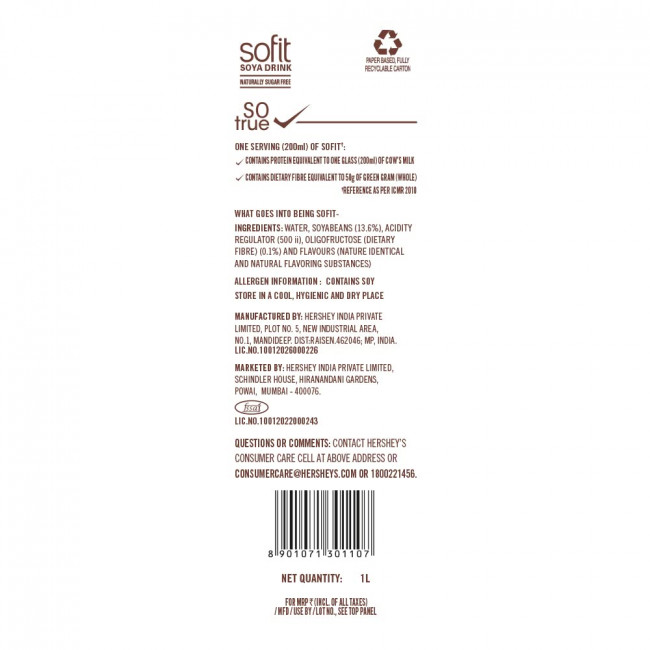 sofit
SOYA DRINK
NATURALLY SUGAR FREE
PAPER BASED, FULLY
RECYCLABLE CARTON
SO
true
ONE SERVING (200ml) OF SOFIT¹:
✓ CONTAINS PROTEIN EQUIVALENT TO ONE GLASS (200ml) OF COW'S MILK
✓ CONTAINS DIETARY FIBRE EQUIVALENT TO 50g OF GREEN GRAM (WHOLE)
¹REFERENCE AS PER ICMR 2010
WHAT GOES INTO BEING SOFIT-
INGREDIENTS: WATER, SOYABEANS (13.6%), ACIDITY
REGULATOR (500 ii), OLIGOFRUCTOSE (DIETARY
FIBRE) (0.1%) AND FLAVOURS (NATURE IDENTICAL
AND NATURAL FLAVORING SUBSTANCES)
ALLERGEN INFORMATION : CONTAINS SOY
STORE IN A COOL, HYGIENIC AND DRY PLACE
MANUFACTURED BY: HERSHEY INDIA PRIVATE
LIMITED, PLOT NO. 5, NEW INDUSTRIAL AREA,
NO.1, MANDIDEEP. DIST:RAISEN.462046; MP, INDIA.
LIC.NO.10012026000226
MARKETED BY: HERSHEY INDIA PRIVATE LIMITED,
SCHINDLER HOUSE, HIRANANDANI GARDENS,
POWAI, MUMBAI - 400076.
fssai
LIC.NO.10012022000243
QUESTIONS OR COMMENTS: CONTACT HERSHEY'S
CONSUMER CARE CELL AT ABOVE ADDRESS OR
CONSUMERCARE@HERSHEYS.COM OR 1800221456.
8 901071 301107
NET QUANTITY: 1L
FOR MRP ₹ (INCL. OF ALL TAXES)
/ MFD / USE BY / LOT NO., SEE TOP PANEL